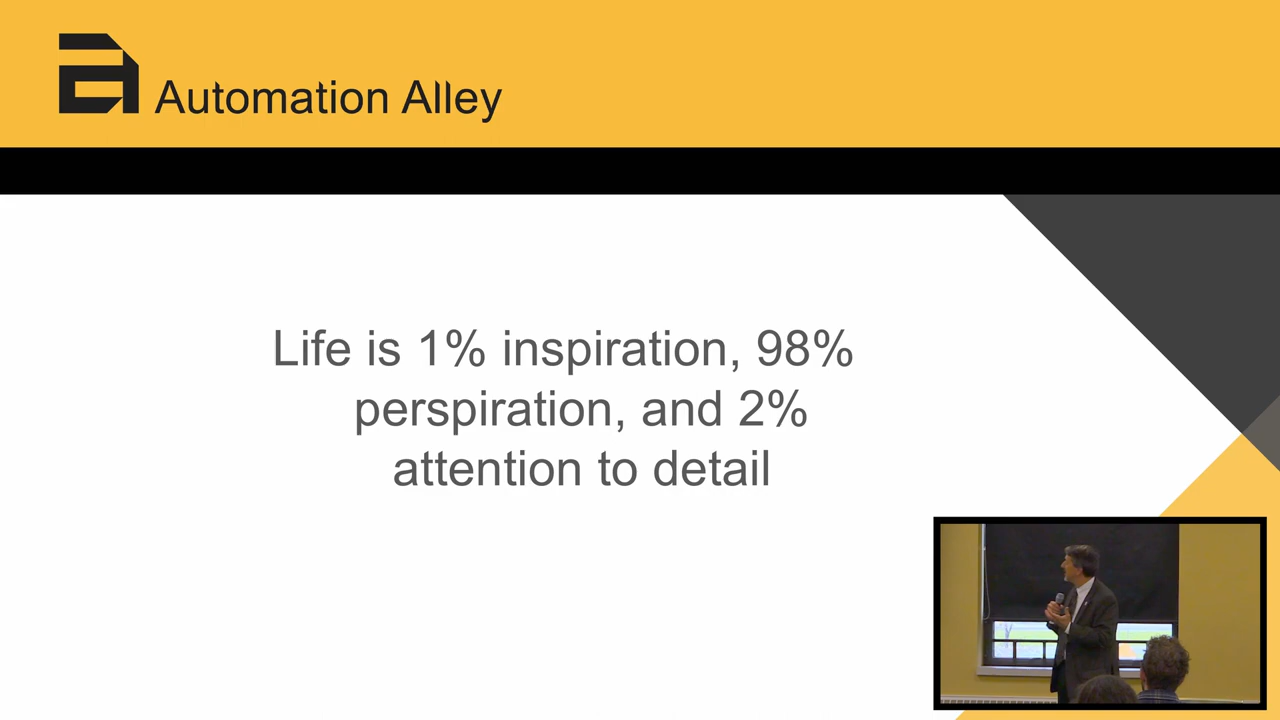 Automation Alley
Life is 1% inspiration, 98%
perspiration, and 2%
attention to detail